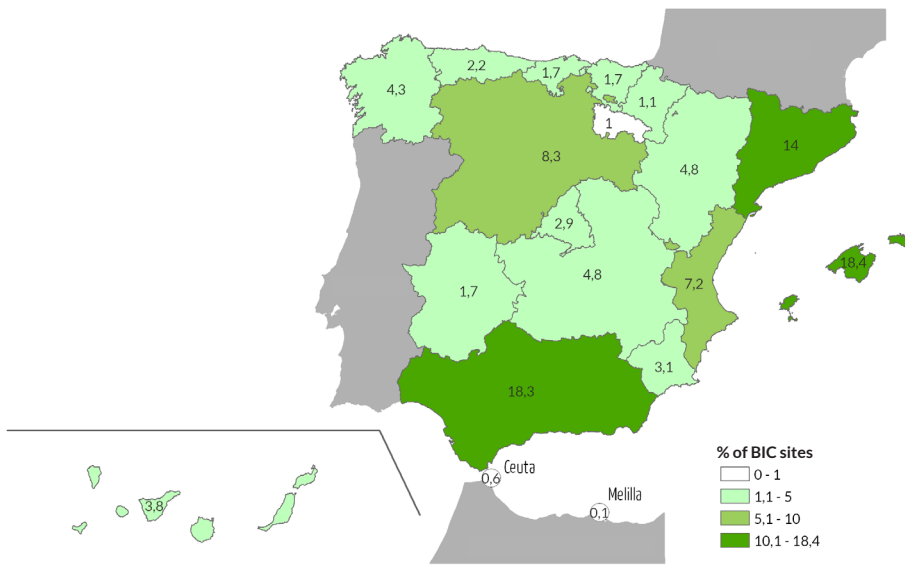 2,2
1,7
1,7
4,3
1,1
1
14
8,3
4,8
2,9
18,4
4,8
7,2
1,7
3,1
18,3
% of BIC sites
Ceuta
0 - 1
0,6
Melilla
1,1 - 5
3,8
0,1
5,1 - 10
10,1 - 18,4